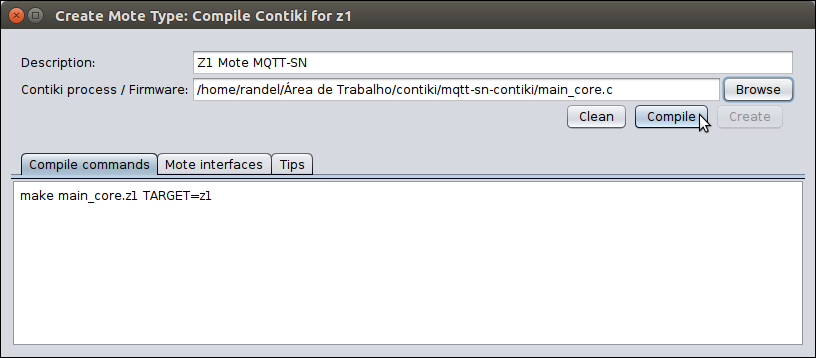 Create Mote Type: Compile Contiki for z1
Description: Z1 Mote MQTT-SN
Contiki process / Firmware: /home/randel/Área de Trabalho/contiki/mqtt-sn-contiki/main_core.c Browse
Clean Compile Create
Compile commands Mote interfaces Tips
make main_core.z1 TARGET=z1